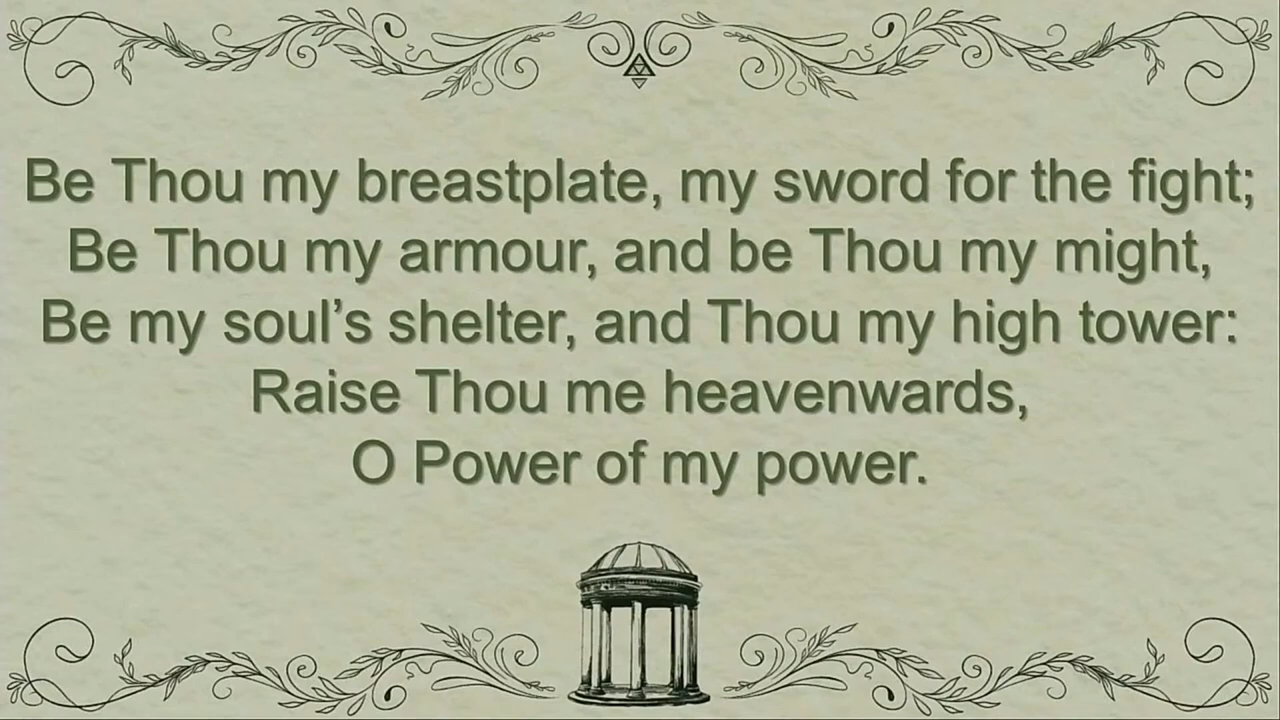 Be Thou my breastplate, my sword for the fight;
Be Thou my armour, and be Thou my might,
Be my soul’s shelter, and Thou my high tower:
Raise Thou me heavenwards,
O Power of my power.